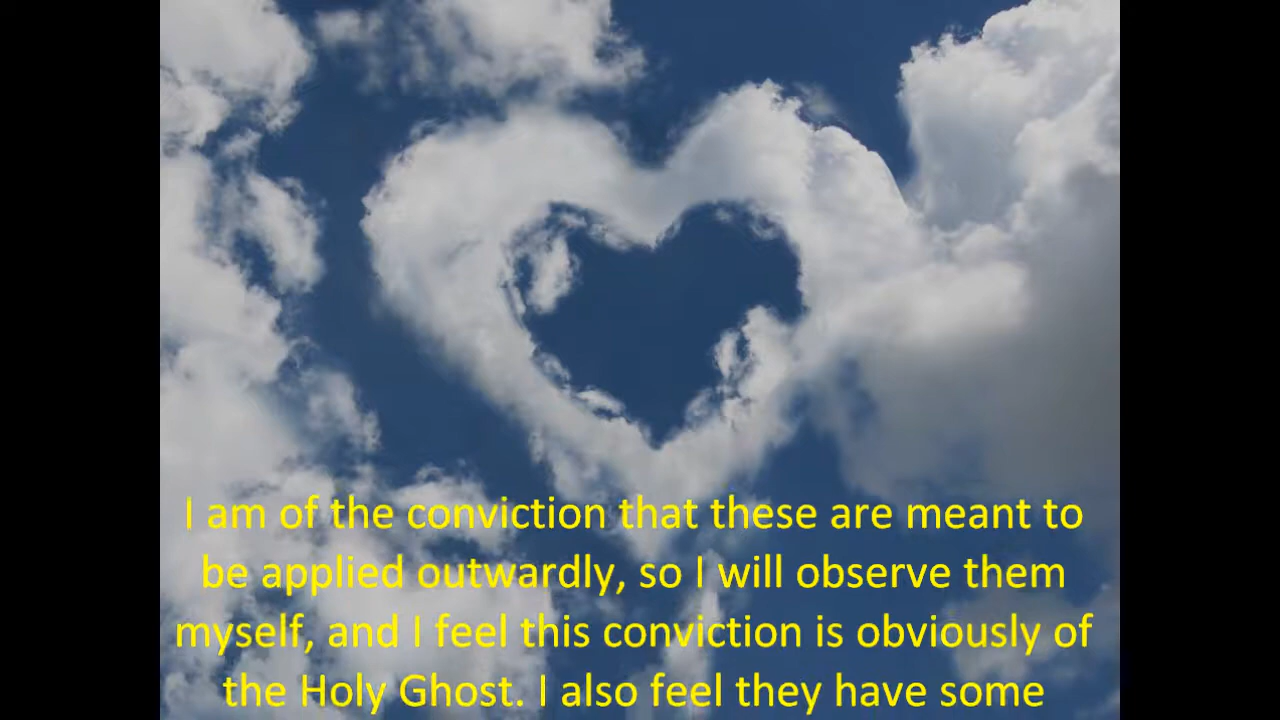 I am of the conviction that these are meant to
be applied outwardly, so I will observe them
myself, and I feel this conviction is obviously of
the Holy Ghost. I also feel they have some